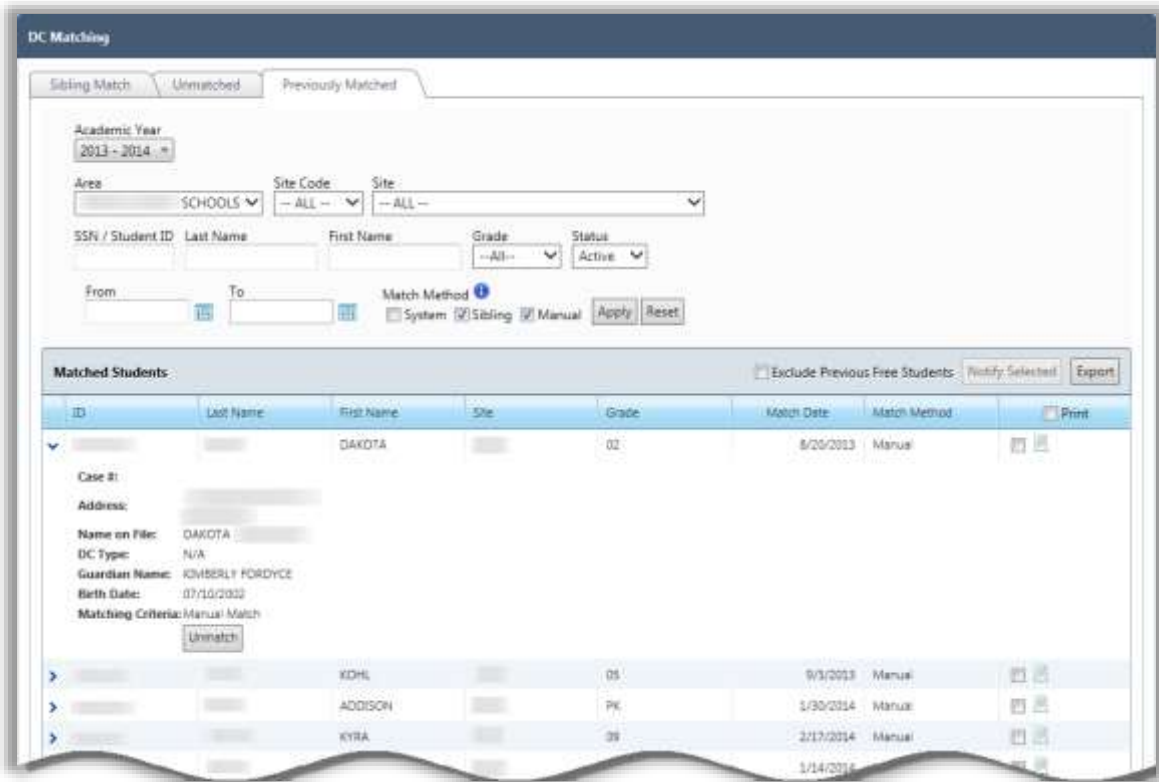 DC Matching
Sibling Match Unmatched Previously Matched
Academic Year
2013 - 2014
Area Site Code Site
SCHOOLS -- ALL -- -- ALL --
SSN / Student ID Last Name First Name Grade Status
--All-- Active
From To Match Method
System Sibling Manual Apply Reset
Matched Students Exclude Previous Free Students Notify Selected Export
ID Last Name First Name Site Grade Match Date Match Method Print
DAKOTA 02 8/20/2013 Manual
Case #:
Address:
Name on File: DAKOTA
DC Type: N/A
Guardian Name: KIMBERLY FORDYCE
Birth Date: 07/10/2002
Matching Criteria: Manual Match
Unmatch
KOHL 05 9/3/2013 Manual
ADDISON PK 1/30/2014 Manual
KYRA 09 2/17/2014 Manual
1/14/2014